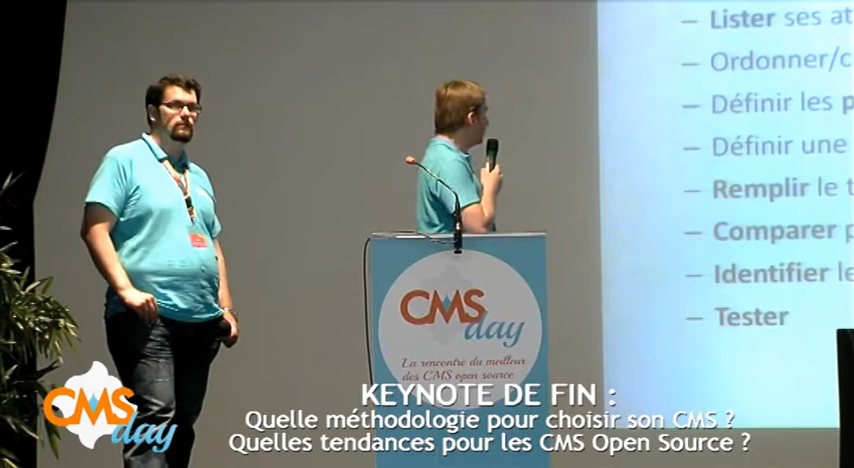 – Lister ses at
– Ordonner/c
– Définir les p
– Définir une
– Remplir le t
– Comparer p
– Identifier le
– Tester
CMS
day
La rencontre du meilleur
des CMS open source
KEYNOTE DE FIN :
Quelle méthodologie pour choisir son CMS ?
Quelles tendances pour les CMS Open Source ?
CMS
day